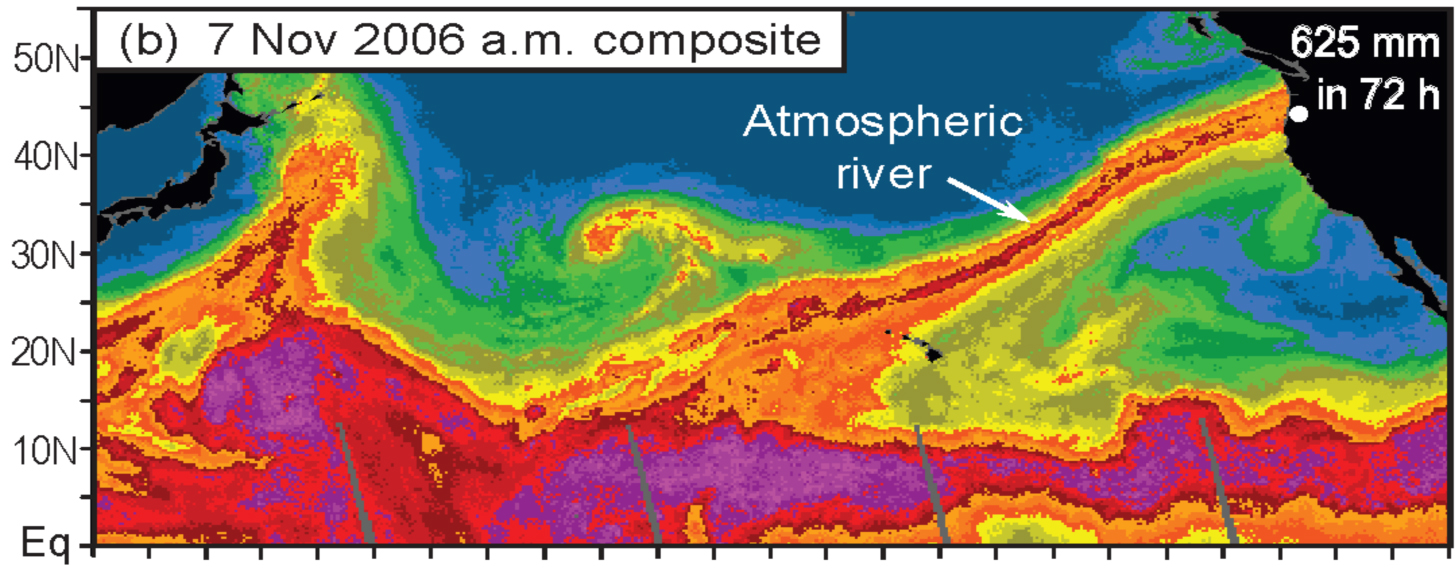 (b) 7 Nov 2006 a.m. composite
625 mm
in 72 h
Atmospheric
river
50N
40N
30N
20N
10N
Eq